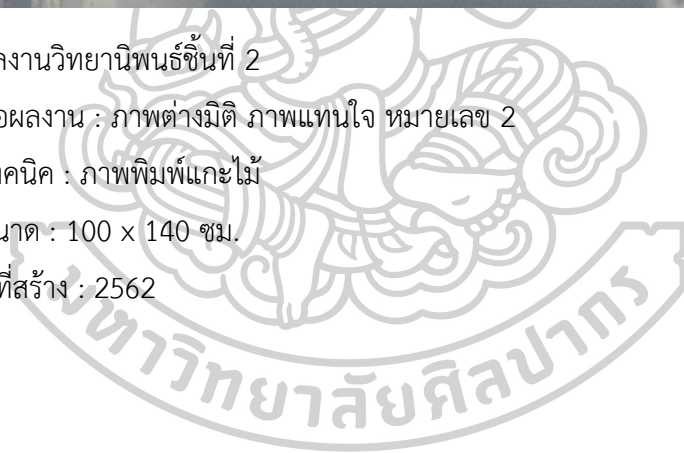 ลงานวิทยานิพนธ์ชิ้นที่ 2
อผลงาน : ภาพต่างมิติ ภาพแทนใจ หมายเลข 2
คนิค : ภาพพิมพ์แกะไม้
นาด : 100 x 140 ซม.
ที่สร้าง : 2562
มหาวิทยาลัยศิลปากร